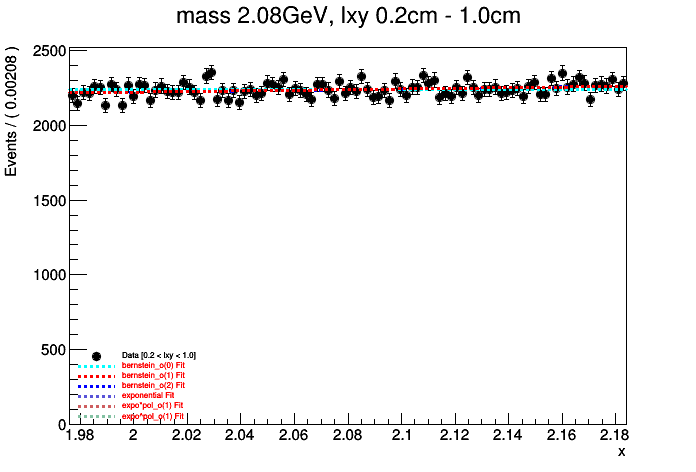 mass 2.08GeV, lxy 0.2cm - 1.0cm
Events / ( 0.00208 )
2500
2000
1500
1000
500
0
Data [0.2 < lxy < 1.0]
bernstein_o(0) Fit
bernstein_o(1) Fit
bernstein_o(2) Fit
exponential Fit
expo*pol_o(1) Fit
expo*pol_o(1) Fit
1.98 2 2.02 2.04 2.06 2.08 2.1 2.12 2.14 2.16 2.18
x